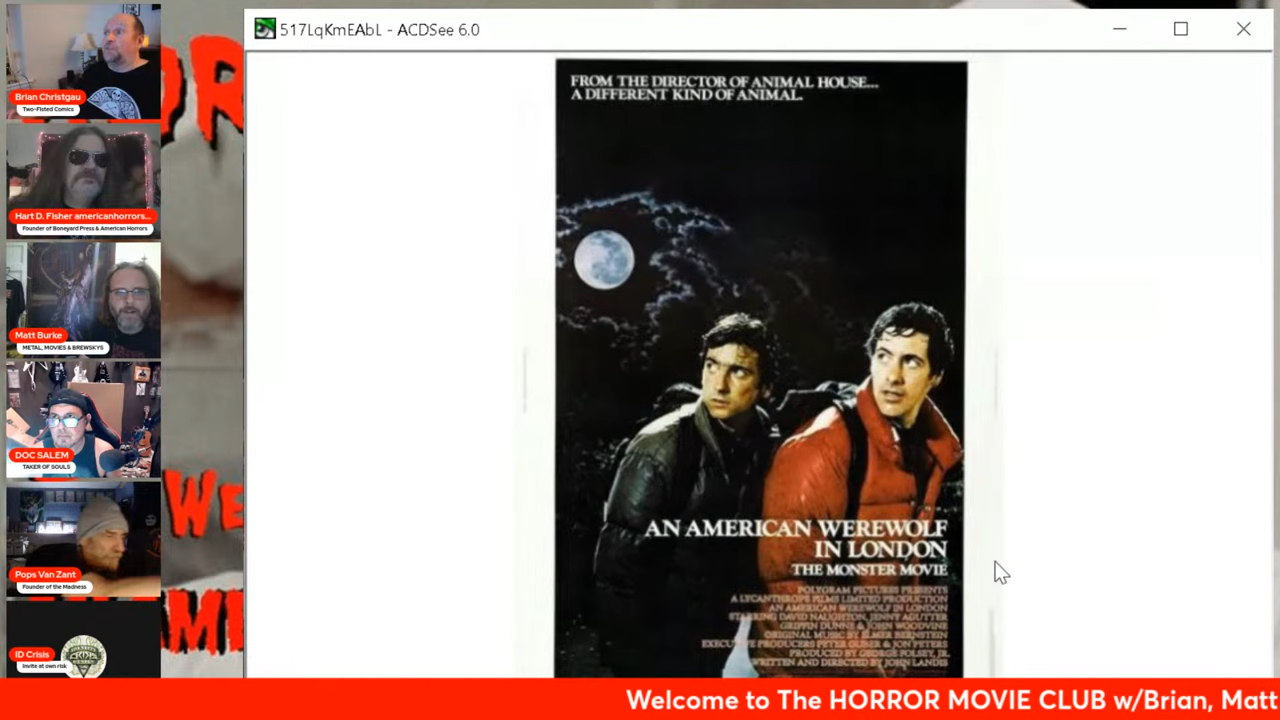 Brian Christgau
Two-Fisted Comics
Hart D. Fisher americanhorrors...
Founder of Boneyard Press & American Horrors
Matt Burke
METAL, MOVIES & BREWSKYS
DOC SALEM
TAKER OF SOULS
Pops Van Zant
Founder of the Madness
ID Crisis
Invite at own risk
517LqKmEAbL - ACDSee 6.0
FROM THE DIRECTOR OF ANIMAL HOUSE...
A DIFFERENT KIND OF ANIMAL.
AN AMERICAN WEREWOLF
IN LONDON
THE MONSTER MOVIE
POLYGRAM PICTURES PRESENTS
A LYCANTHROPE FILMS LIMITED PRODUCTION
AN AMERICAN WEREWOLF IN LONDON
STARRING DAVID NAUGHTON, JENNY AGUTTER
GRIFFIN DUNNE & JOHN WOODVINE
ORIGINAL MUSIC BY ELMER BERNSTEIN
EXECUTIVE PRODUCERS PETER GUBER & JON PETERS
PRODUCED BY GEORGE FOLSEY, JR.
WRITTEN AND DIRECTED BY JOHN LANDIS
Welcome to The HORROR MOVIE CLUB w/Brian, Matt